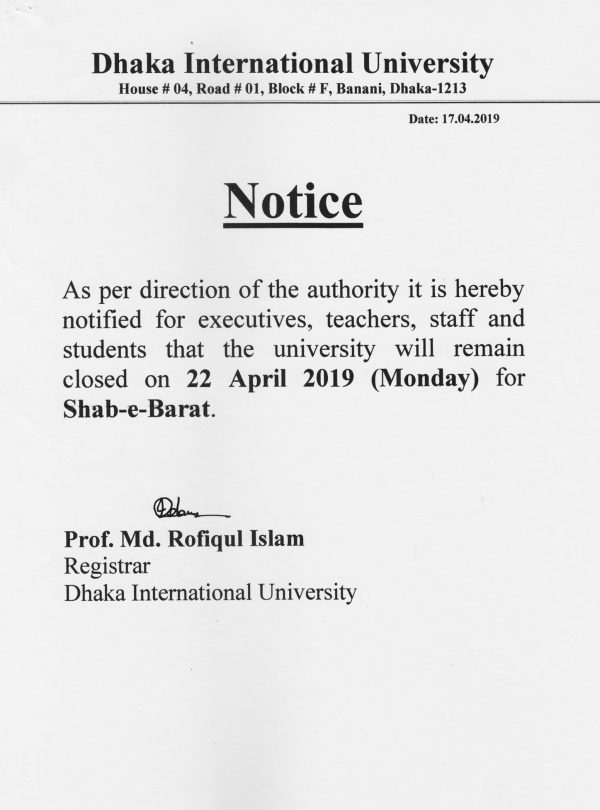 Dhaka International University
House # 04, Road # 01, Block # F, Banani, Dhaka-1213
Date: 17.04.2019
Notice
As per direction of the authority it is hereby
notified for executives, teachers, staff and
students that the university will remain
closed on 22 April 2019 (Monday) for
Shab-e-Barat.
Prof. Md. Rofiqul Islam
Registrar
Dhaka International University